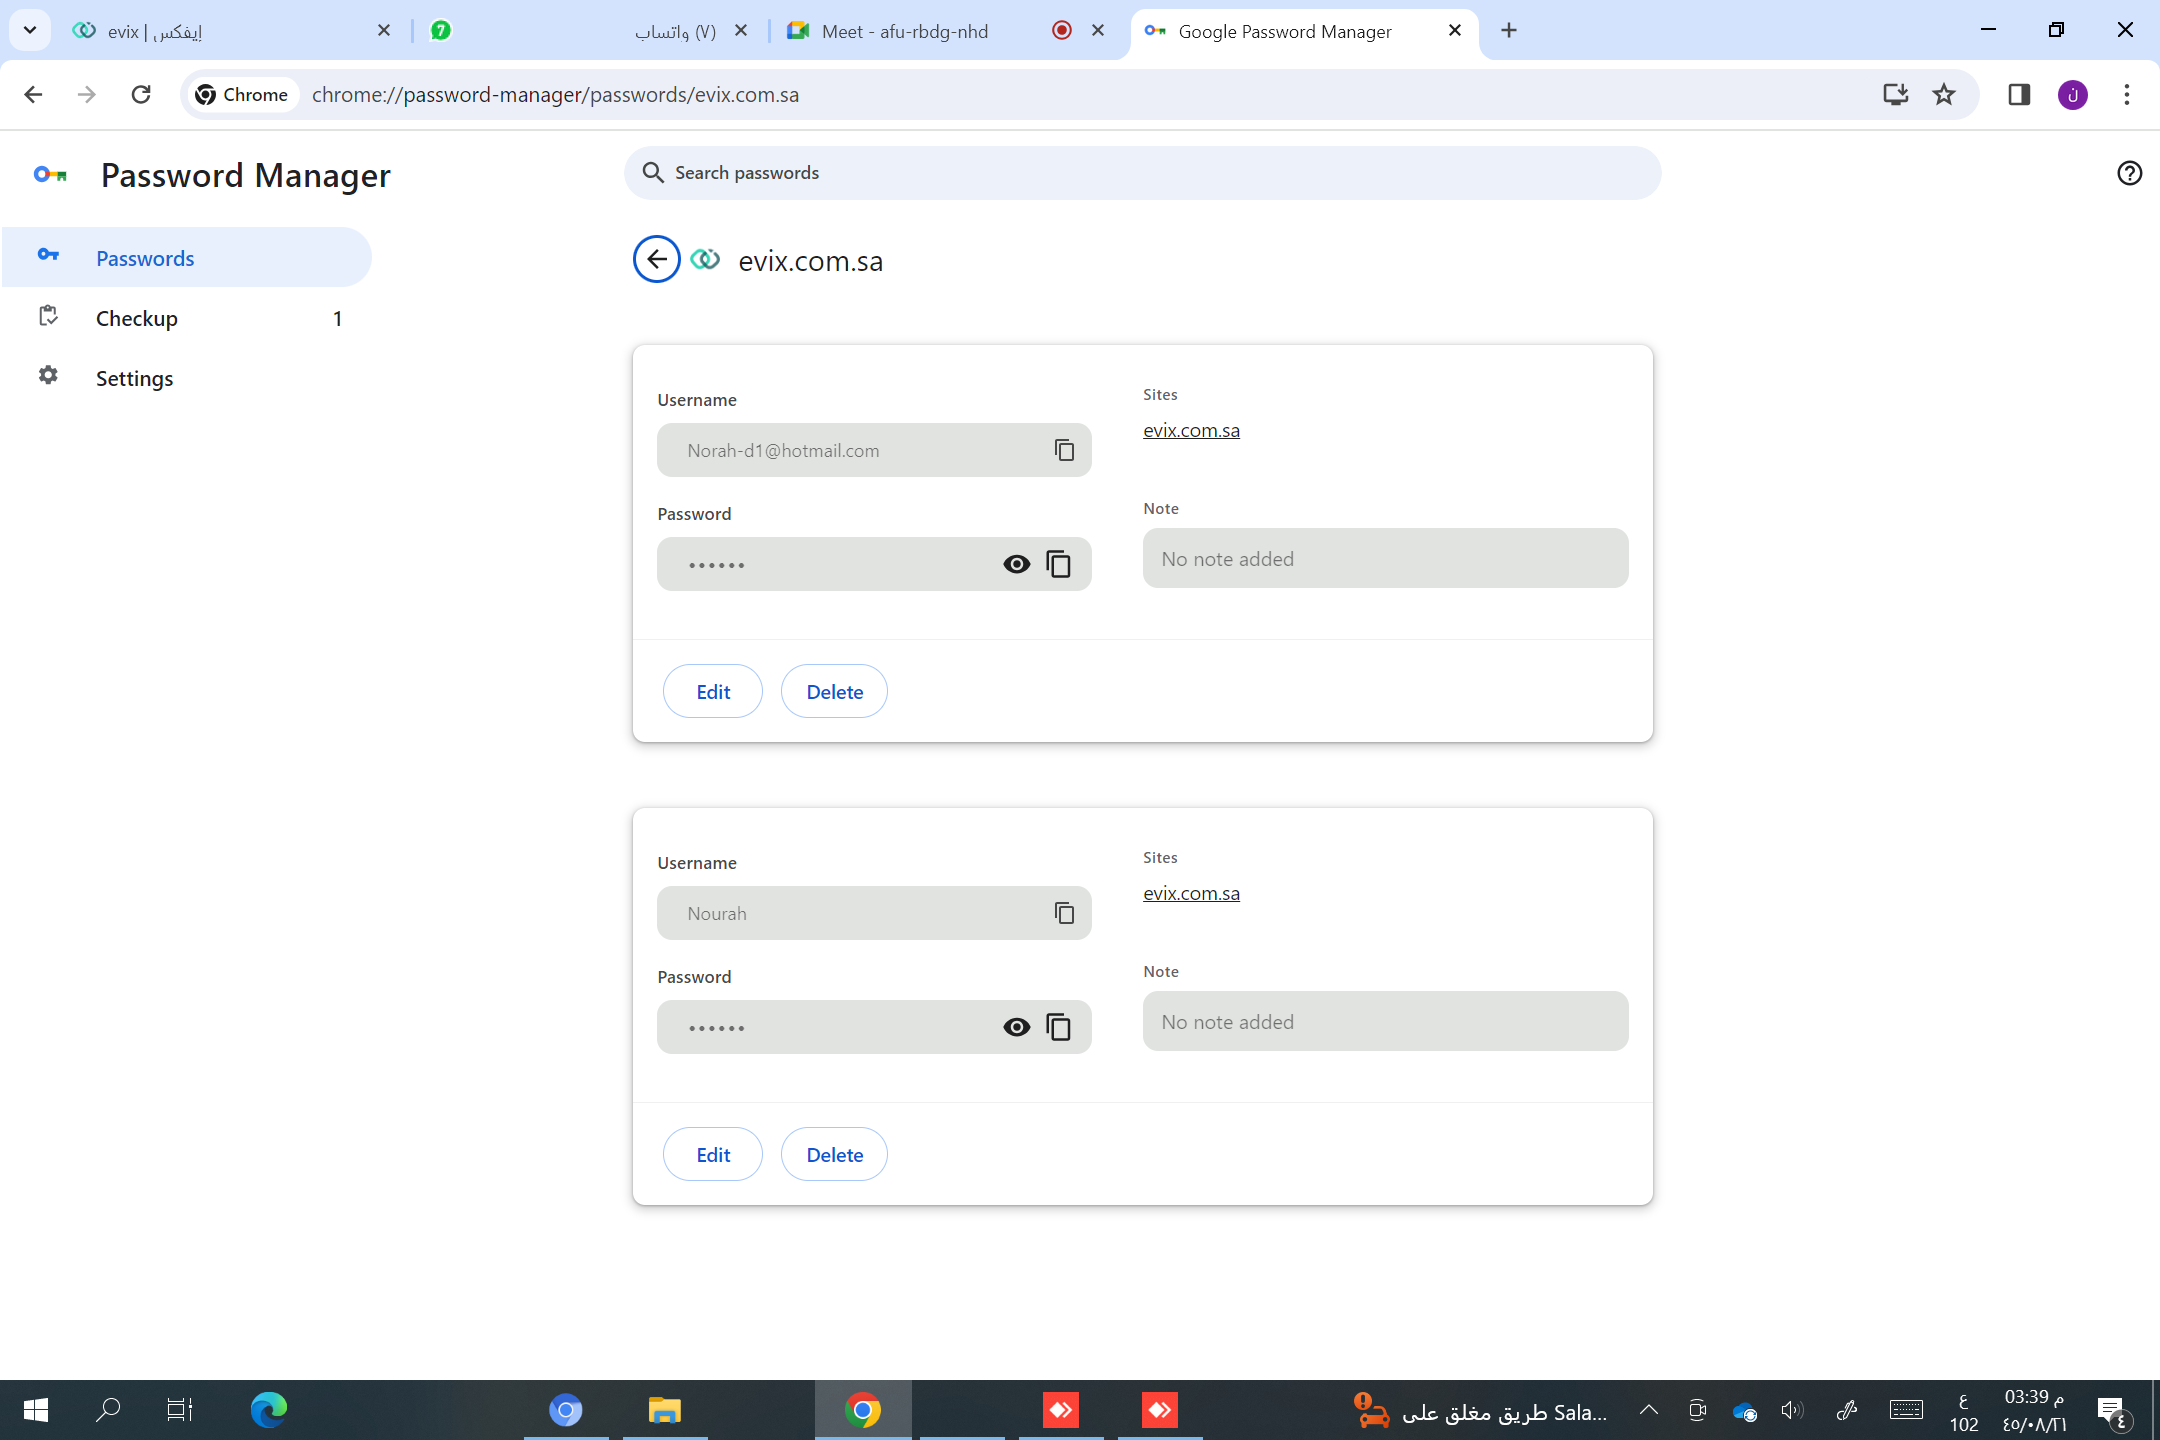 evix | إيفكس
7
(٧) واتساب
Meet - afu-rbdg-nhd
Google Password Manager
Chrome
chrome://password-manager/passwords/evix.com.sa
ن
Password Manager
Search passwords
Passwords
Checkup 1
Settings
evix.com.sa
Username
Norah-d1@hotmail.com
Sites
evix.com.sa
Password
••••••
Note
No note added
Edit
Delete
Username
Nourah
Sites
evix.com.sa
Password
••••••
Note
No note added
Edit
Delete
طريق مغلق على Sala...
ع
102
03:39 م
٤٥/٠٨/٢١
٤